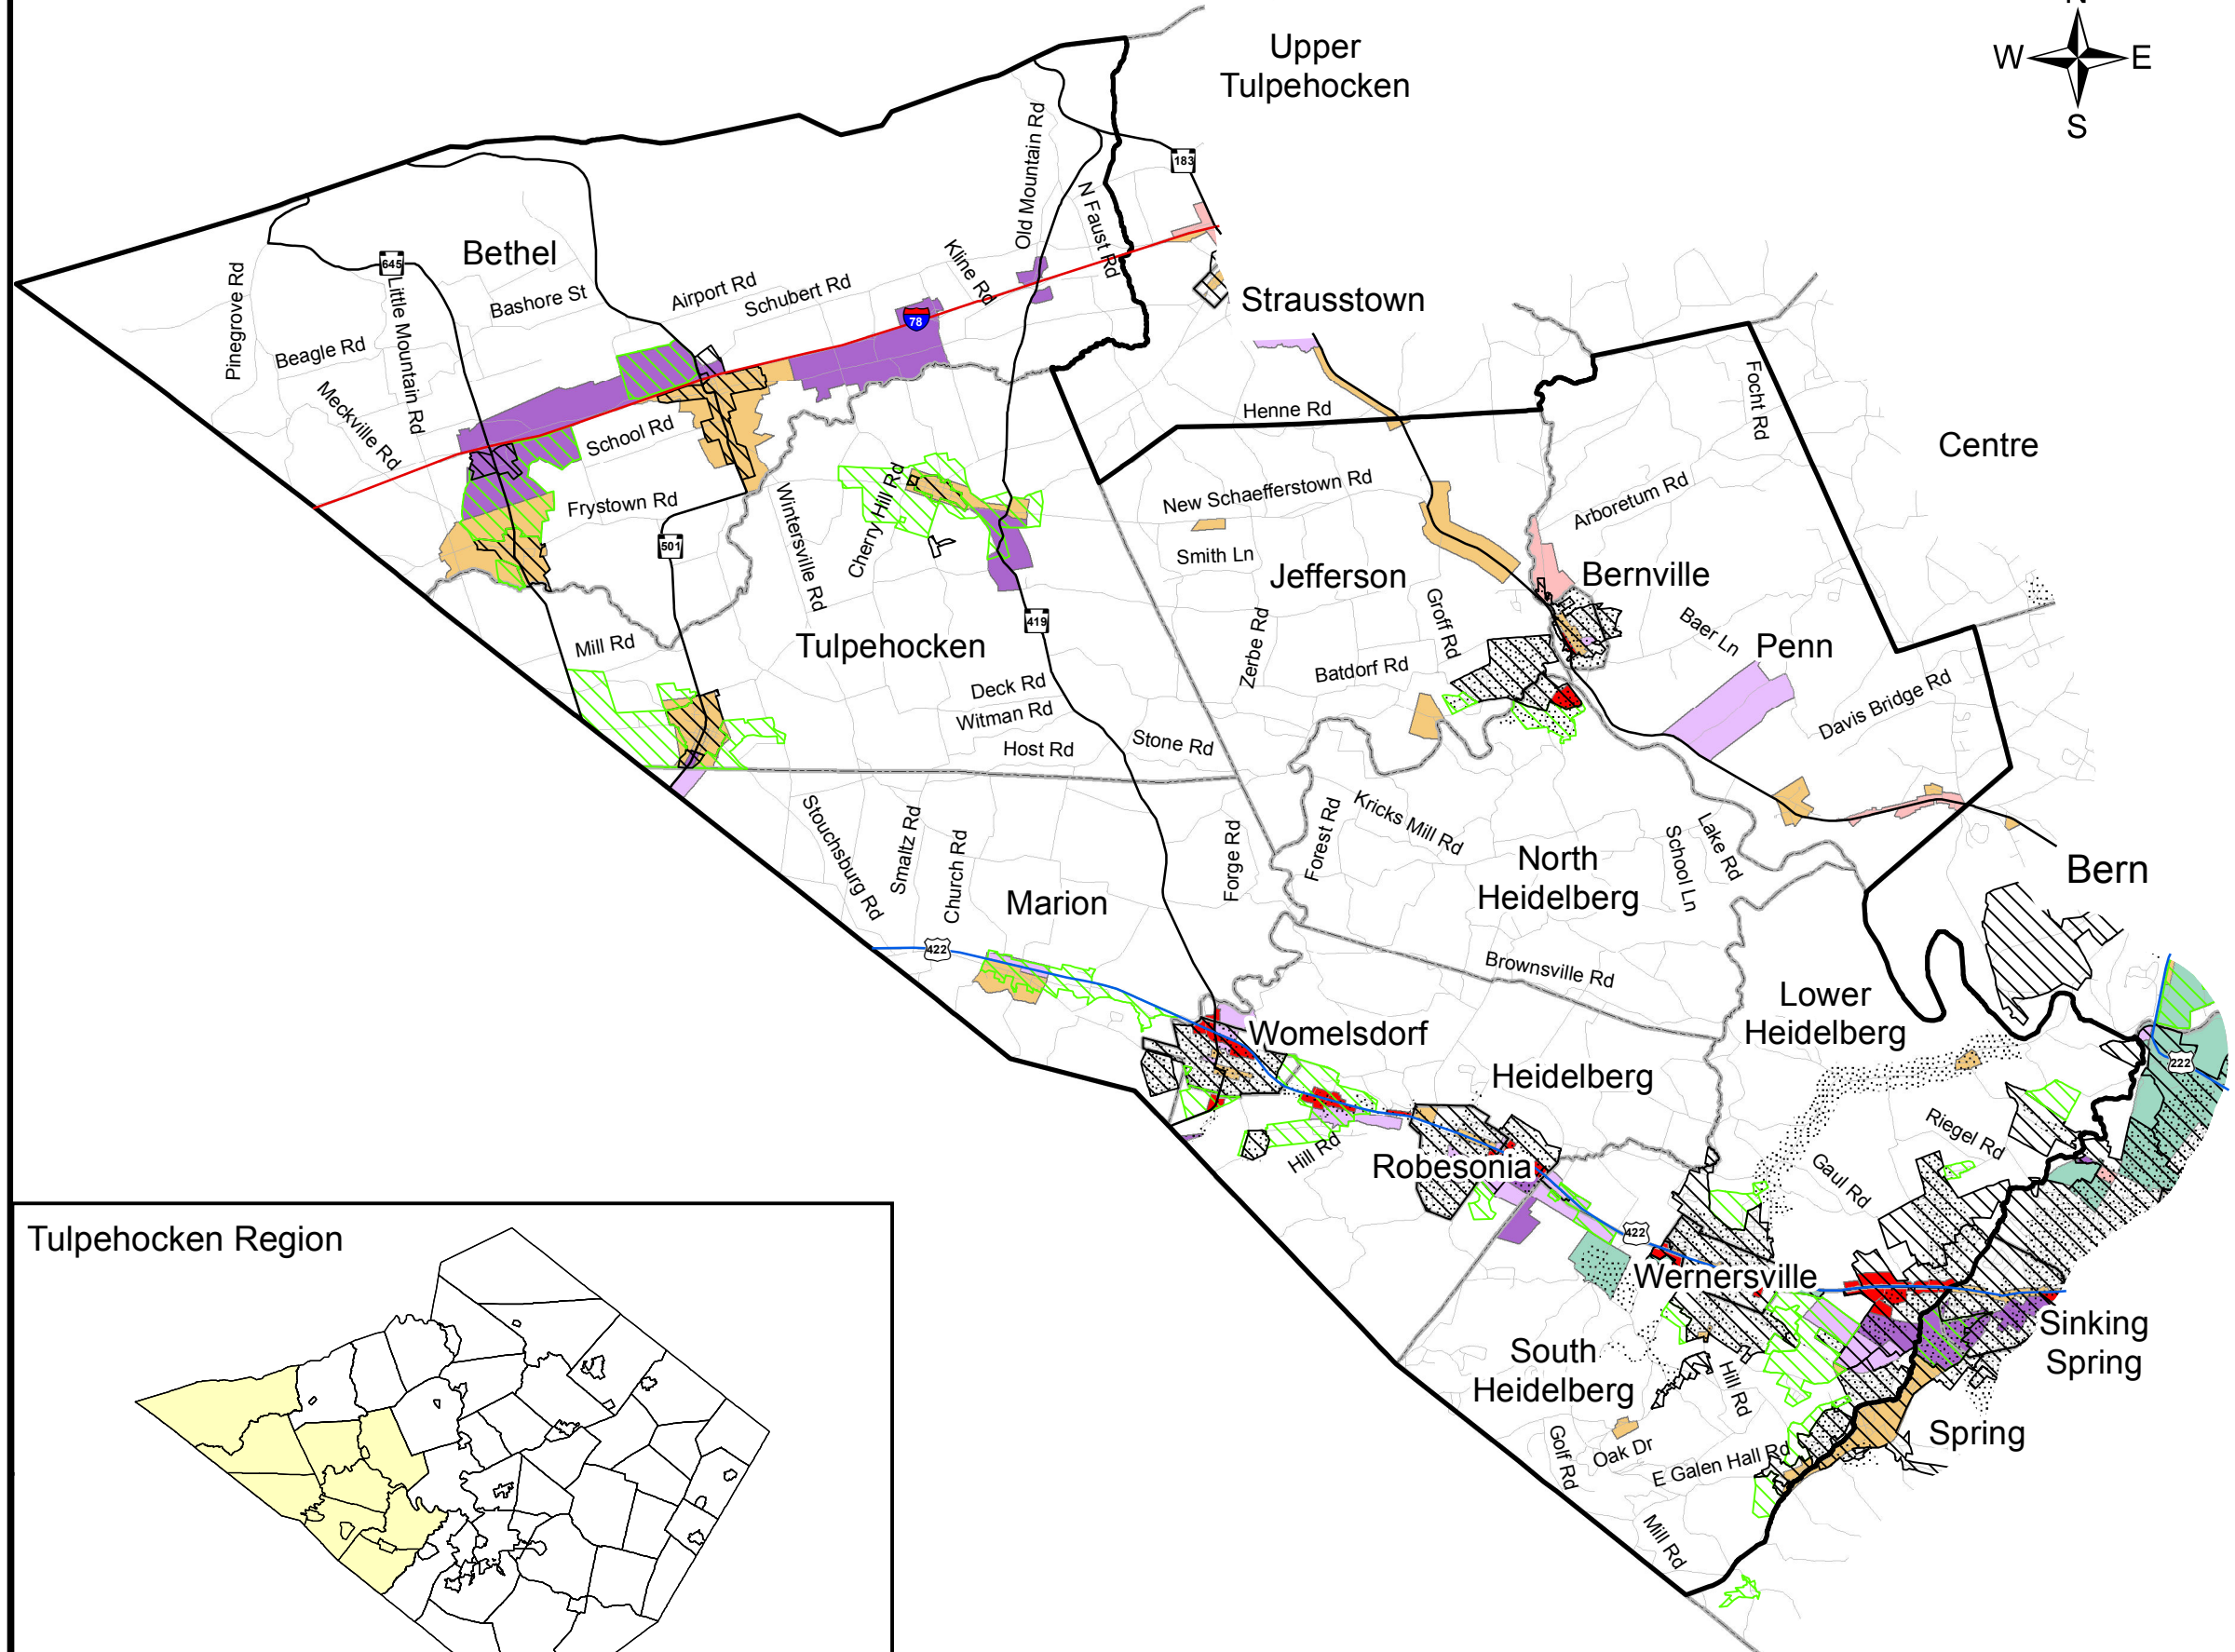 N
W E
S
Upper
Tulpehocken
183
Old Mountain Rd
N Faust Rd
Kline Rd
Bethel
645
Pinegrove Rd
Little Mountain Rd
Bashore St
Airport Rd
Schubert Rd
78
Beagle Rd
Meckville Rd
School Rd
Frystown Rd
501
Strausstown
Henne Rd
Focht Rd
Centre
New Schaefferstown Rd
Smith Ln
Arboretum Rd
Wintersville Rd
Cherry Hill Rd
419
Jefferson
Bernville
Groff Rd
Zerbe Rd
Batdorf Rd
Baer Ln
Penn
Davis Bridge Rd
Mill Rd
Tulpehocken
Deck Rd
Witman Rd
Host Rd
Stone Rd
Stouchsburg Rd
Smaltz Rd
Church Rd
Forge Rd
Forest Rd
Kricks Mill Rd
North
Heidelberg
School Ln
Lake Rd
Bern
Marion
422
Brownsville Rd
Lower
Heidelberg
Womelsdorf
222
Heidelberg
Hill Rd
Robesonia
Riegel Rd
Gaul Rd
422
Wernersville
Sinking
Spring
South
Heidelberg
Hill Rd
Golf Rd
Oak Dr
E Galen Hall Rd
Spring
Mill Rd
Tulpehocken Region